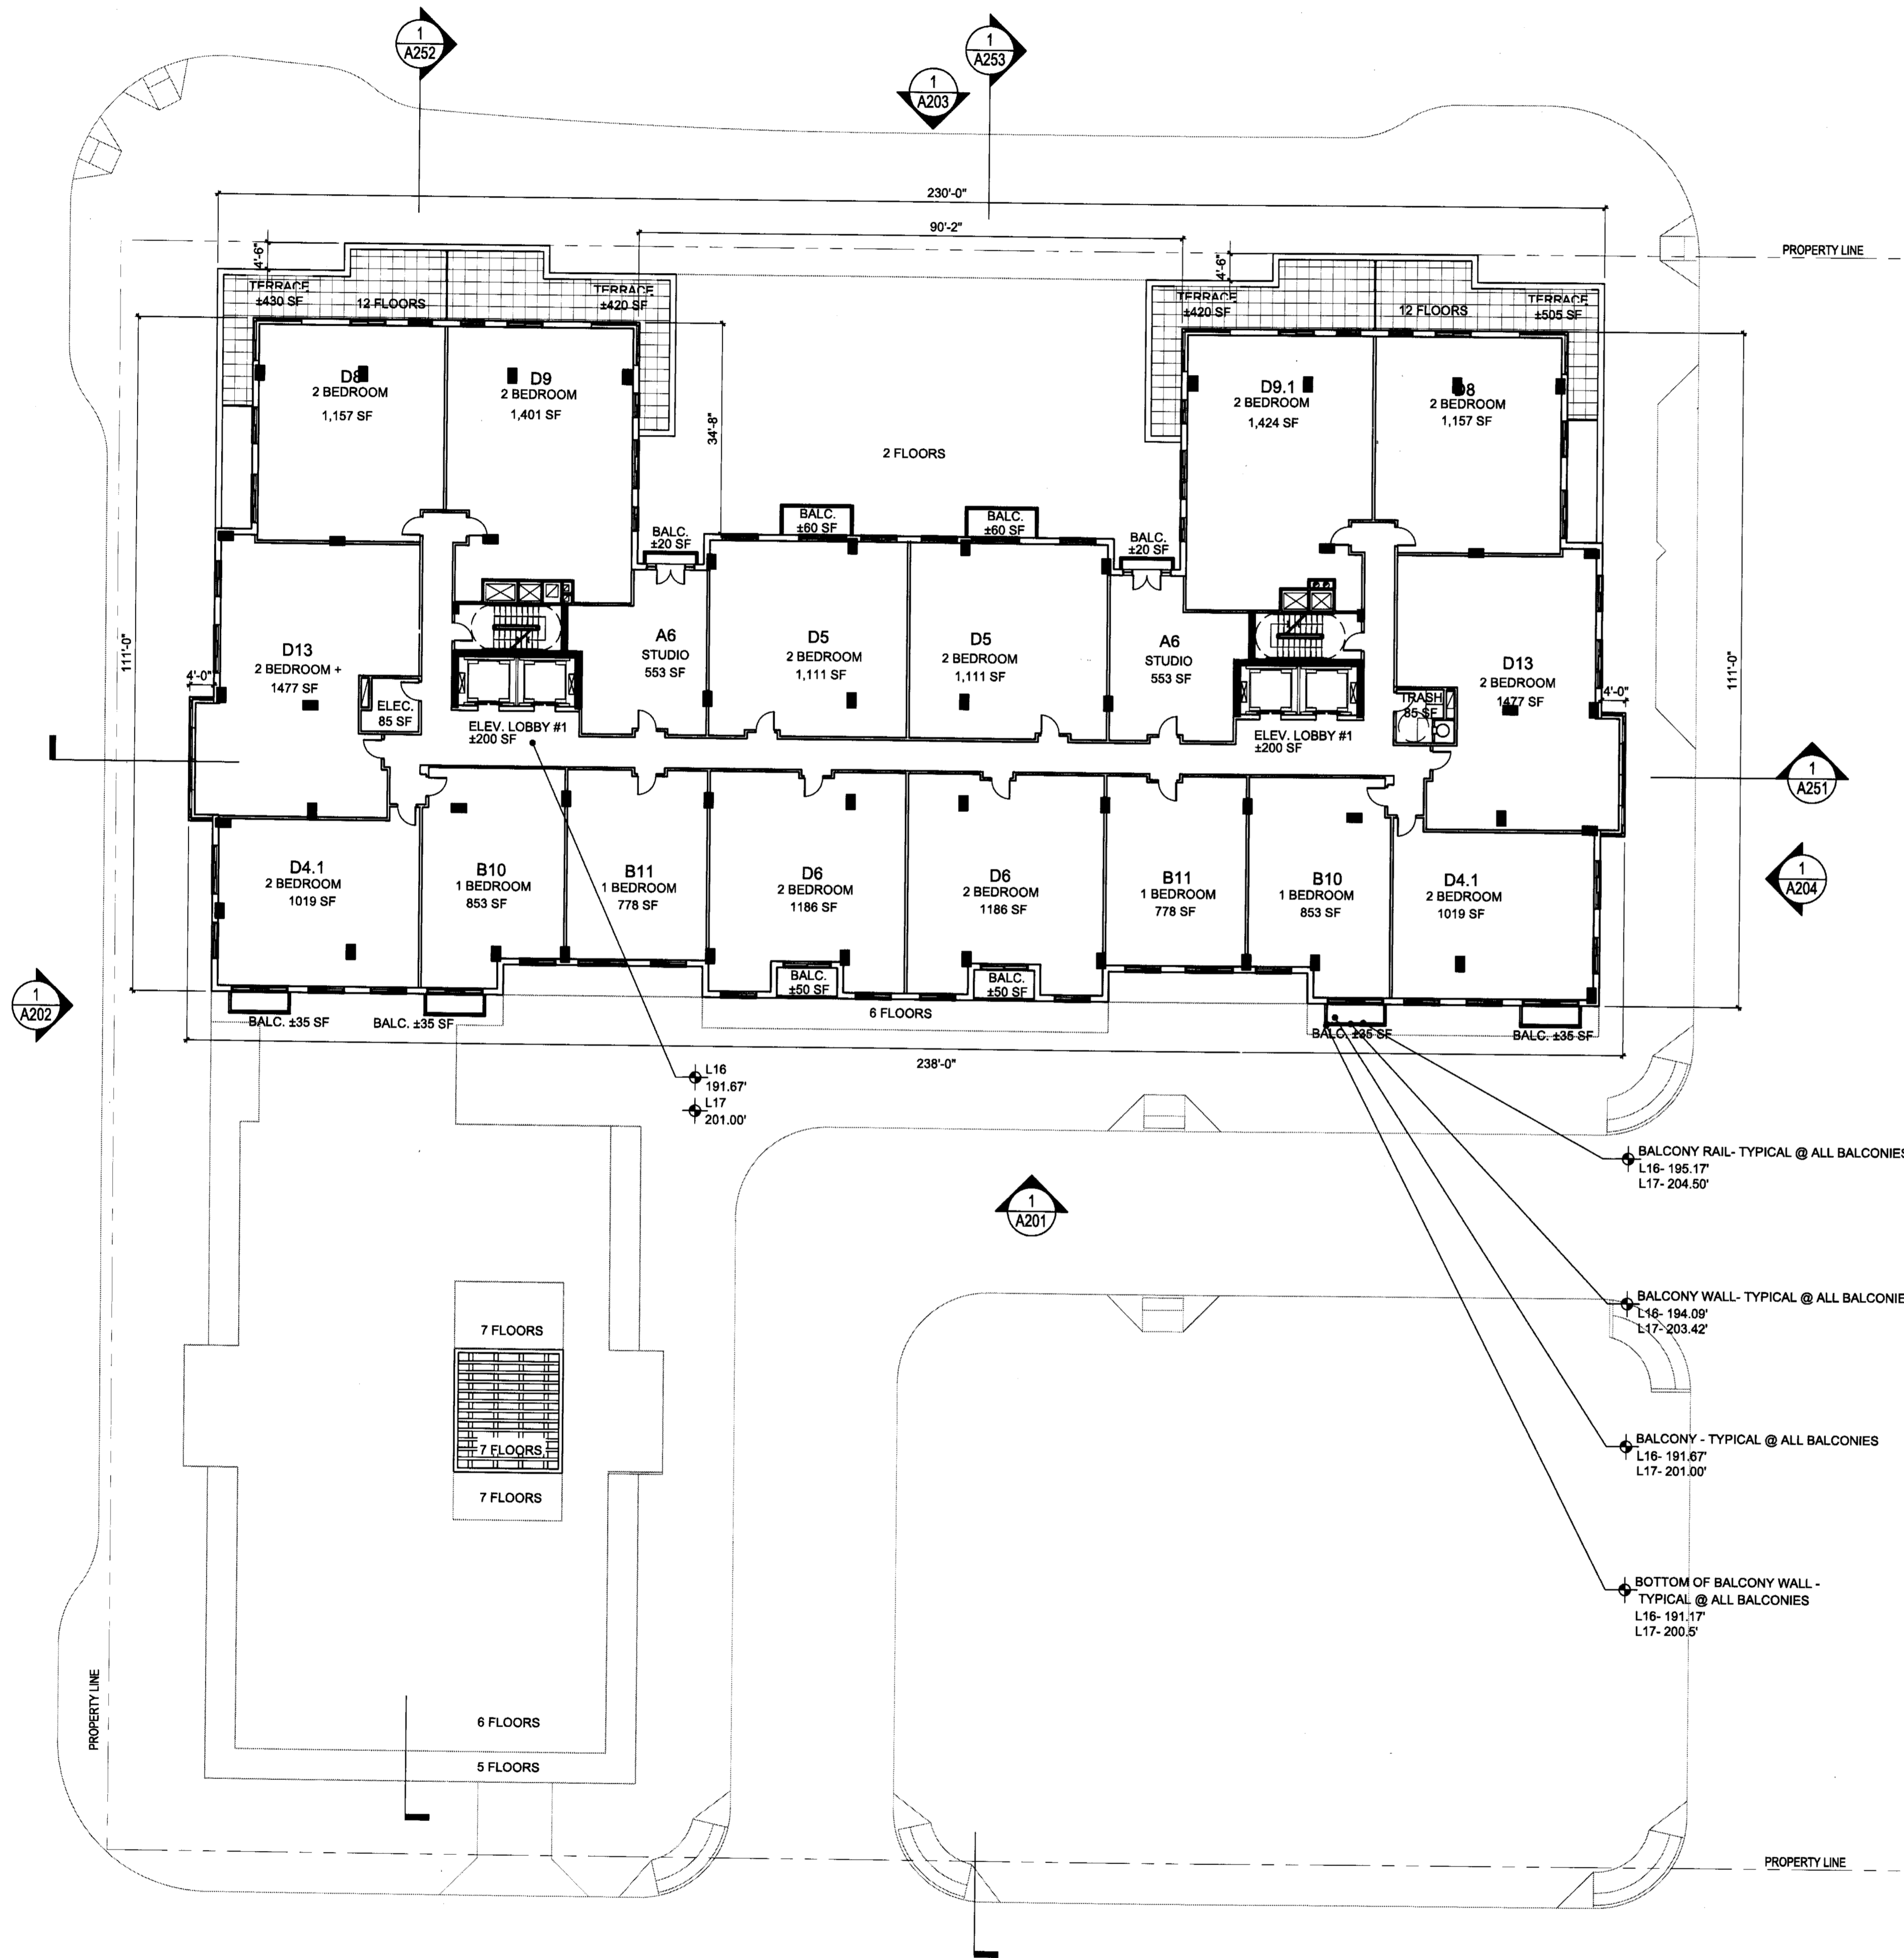 1
A252
1
A253
1
A203
230'-0"
90'-2"
4'-6"
4'-6"
PROPERTY LINE
TERRACE
±430 SF
12 FLOORS
TERRACE
±420 SF
TERRACE
±420 SF
12 FLOORS
TERRACE
±505 SF
D8
2 BEDROOM
1,157 SF
D9
2 BEDROOM
1,401 SF
34'-8"
2 FLOORS
D9.1
2 BEDROOM
1,424 SF
D8
2 BEDROOM
1,157 SF
BALC.
±20 SF
BALC.
±60 SF
BALC.
±60 SF
BALC.
±20 SF
111'-0"
D13
2 BEDROOM +
1477 SF
4'-0"
ELEC.
85 SF
A6
STUDIO
553 SF
D5
2 BEDROOM
1,111 SF
D5
2 BEDROOM
1,111 SF
A6
STUDIO
553 SF
D13
2 BEDROOM
1477 SF
TRASH
85 SF
4'-0"
111'-0"
ELEV. LOBBY #1
±200 SF
ELEV. LOBBY #1
±200 SF
1
A251
1
A204
D4.1
2 BEDROOM
1019 SF
B10
1 BEDROOM
853 SF
B11
1 BEDROOM
778 SF
D6
2 BEDROOM
1186 SF
D6
2 BEDROOM
1186 SF
B11
1 BEDROOM
778 SF
B10
1 BEDROOM
853 SF
D4.1
2 BEDROOM
1019 SF
1
A202
BALC. ±35 SF
BALC. ±35 SF
BALC.
±50 SF
BALC.
±50 SF
6 FLOORS
BALC. ±35 SF
BALC. ±35 SF
238'-0"
L16
191.67'
L17
201.00'
1
A201
BALCONY RAIL- TYPICAL @ ALL BALCONIES
L16- 195.17'
L17- 204.50'
BALCONY WALL- TYPICAL @ ALL BALCONIE
L16- 194.09'
L17- 203.42'
BALCONY - TYPICAL @ ALL BALCONIES
L16- 191.67'
L17- 201.00'
BOTTOM OF BALCONY WALL -
TYPICAL @ ALL BALCONIES
L16- 191.17'
L17- 200.5'
7 FLOORS
7 FLOORS
7 FLOORS
6 FLOORS
5 FLOORS
PROPERTY LINE
PROPERTY LINE